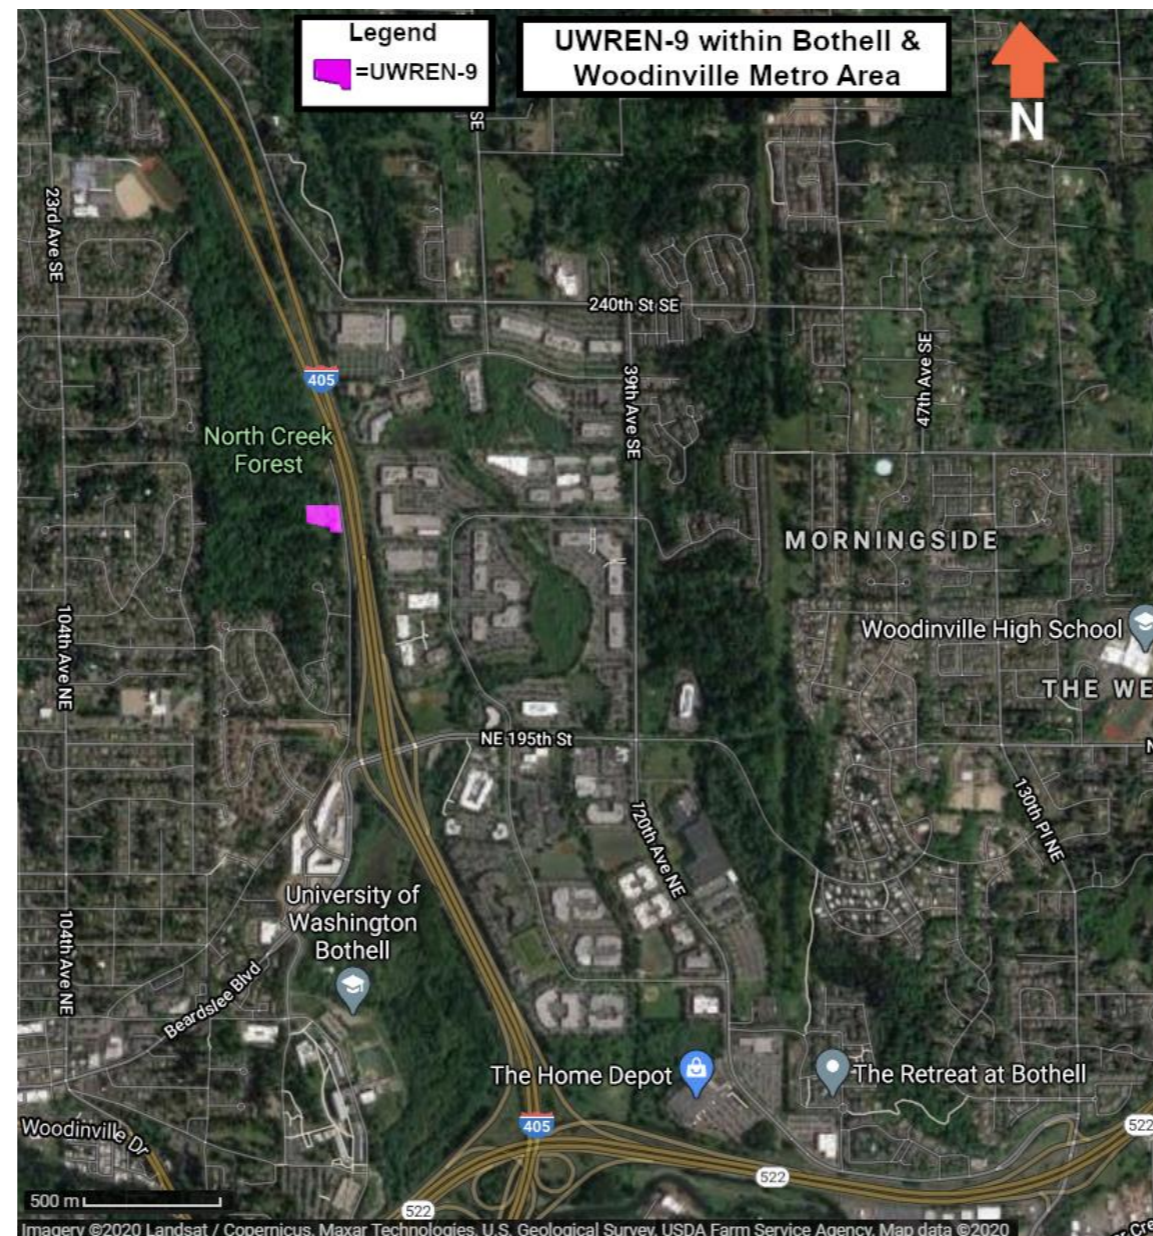 Legend
=UWREN-9
UWREN-9 within Bothell &
Woodinville Metro Area
N
SE
23rd Ave SE
240th St SE
405
39th Ave SE
47th Ave SE
North Creek
Forest
MORNINGSIDE
Woodinville High School
THE WE
104th Ave NE
NE 195th St
N
130th Pl NE
120th Ave NE
University of
Washington
Bothell
104th Ave NE
Beardslee Blvd
The Home Depot
The Retreat at Bothell
Woodinville Dr
405
522
522
522
500 m
Imagery ©2020 Landsat / Copernicus, Maxar Technologies, U.S. Geological Survey, USDA Farm Service Agency, Map data ©2020
r Cre